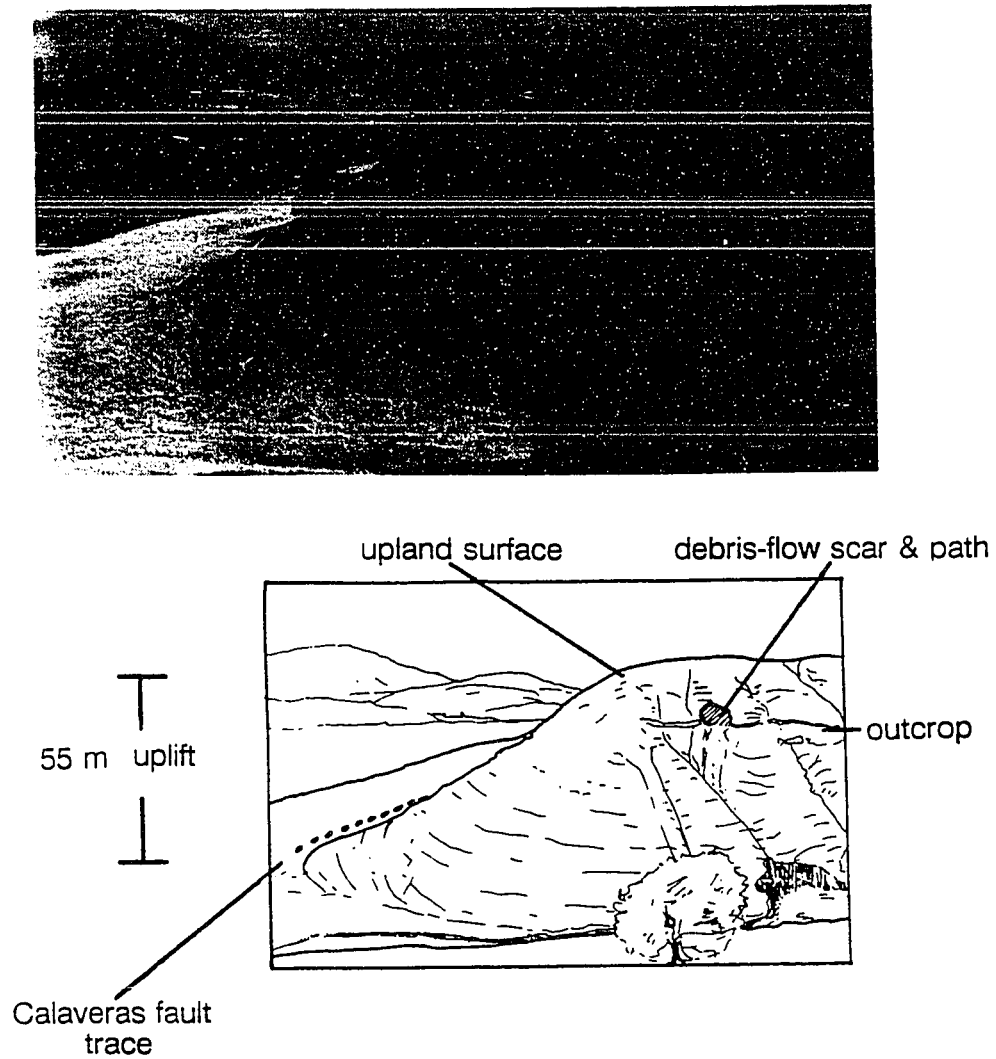 upland surface
debris-flow scar & path
55 m uplift
outcrop
Calaveras fault
trace